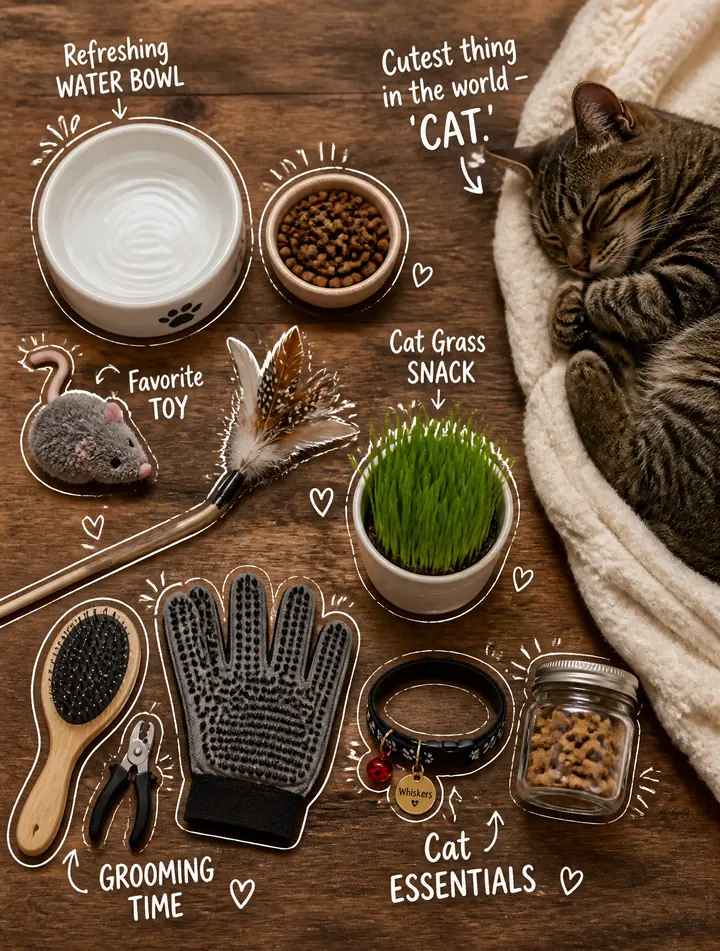 Refreshing
WATER BOWL
Cutest thing
in the world –
'CAT.'
Favorite
TOY
Cat Grass
SNACK
Whiskers
GROOMING
TIME
Cat
ESSENTIALS